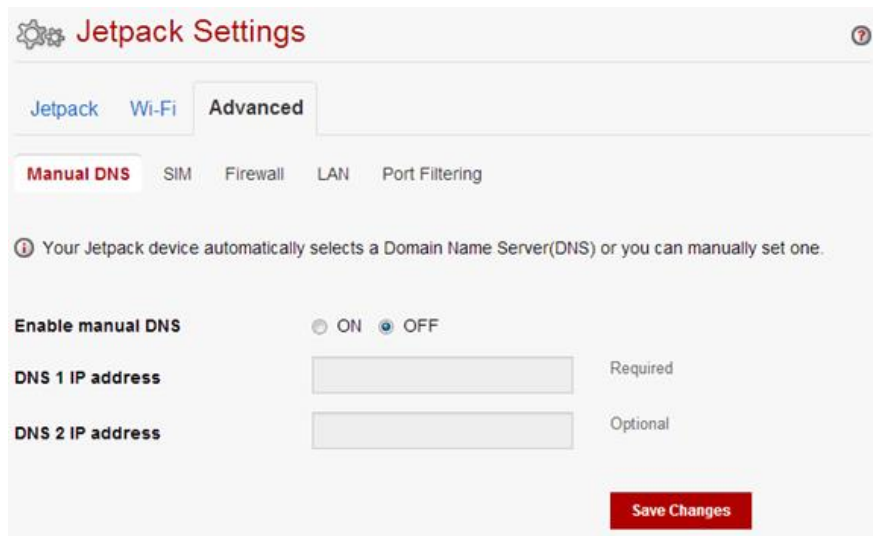 Jetpack Settings
?
Jetpack Wi-Fi Advanced
Manual DNS SIM Firewall LAN Port Filtering
i Your Jetpack device automatically selects a Domain Name Server(DNS) or you can manually set one.
Enable manual DNS ON OFF
DNS 1 IP address Required
DNS 2 IP address Optional
Save Changes